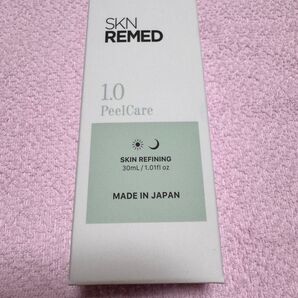 SKN
REMED
1.0
PeelCare
SKIN REFINING
30mL / 1.01fl oz
MADE IN JAPAN